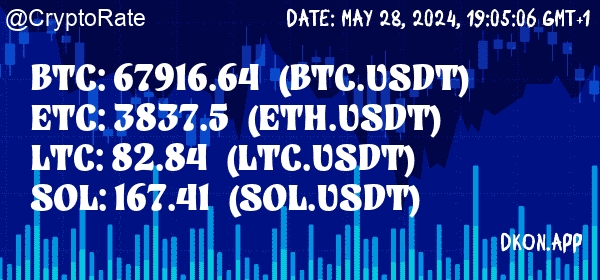 @CryptoRate
DATE: MAY 28, 2024, 19:05:06 GMT+1
BTC: 67916.64 (BTC.USDT)
ETC: 3837.5 (ETH.USDT)
LTC: 82.84 (LTC.USDT)
SOL: 167.41 (SOL.USDT)
DKON.APP